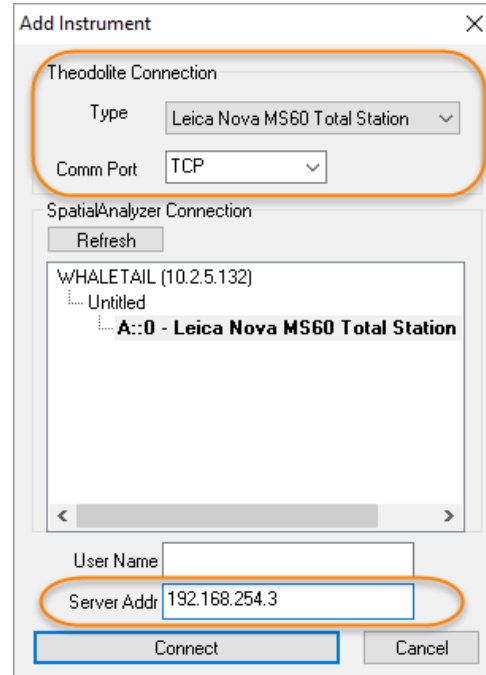 Add Instrument
Theodolite Connection
Type Leica Nova MS60 Total Station
Comm Port TCP
SpatialAnalyzer Connection
Refresh
WHALETAIL (10.2.5.132)
Untitled
A::0 - Leica Nova MS60 Total Station
User Name
Server Addr 192.168.254.3
Connect Cancel